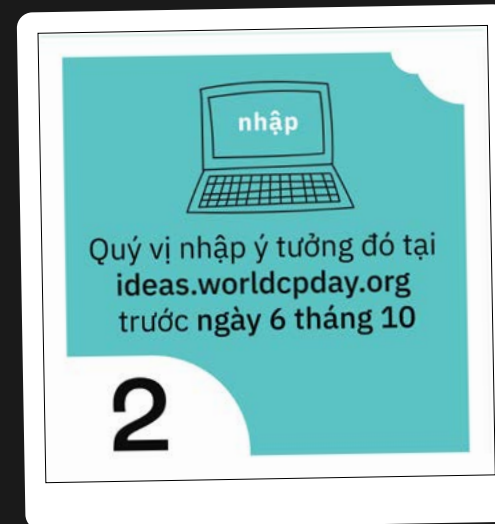 nhập
Quý vị nhập ý tưởng đó tại
ideas.worldcpday.org
trước ngày 6 tháng 10
2